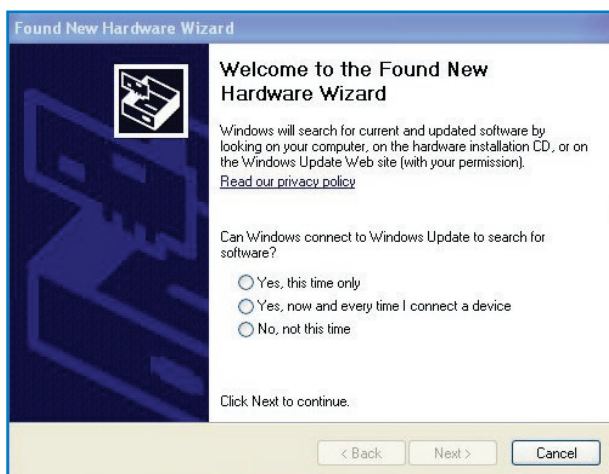 Found New Hardware Wizard
Welcome to the Found New
Hardware Wizard
Windows will search for current and updated software by
looking on your computer, on the hardware installation CD, or on
the Windows Update Web site (with your permission).
Read our privacy policy
Can Windows connect to Windows Update to search for
software?
Yes, this time only
Yes, now and every time I connect a device
No, not this time
Click Next to continue.
< Back
Next >
Cancel